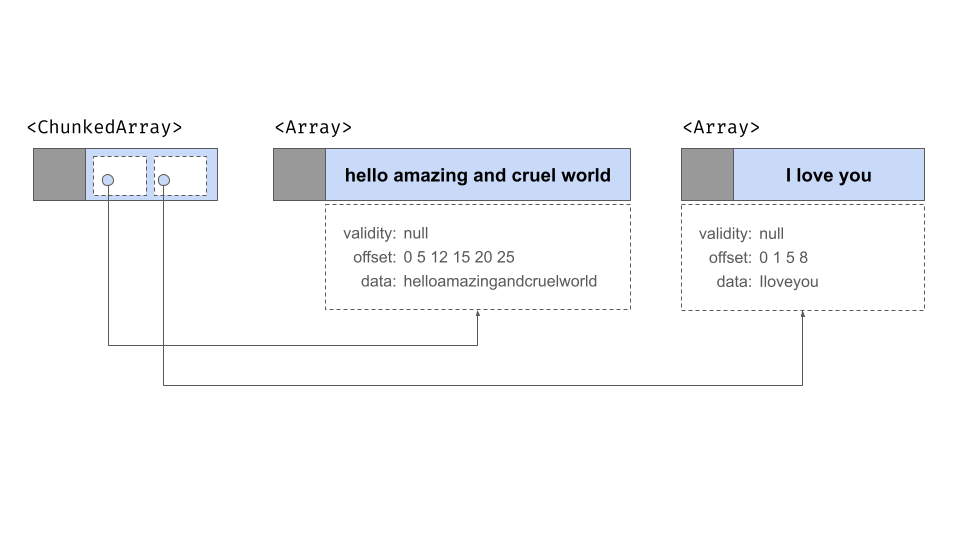 <ChunkedArray>
<Array>
<Array>
hello amazing and cruel world
I love you
validity: null
offset: 0 5 12 15 20 25
data: helloamazingandcruelworld
validity: null
offset: 0 1 5 8
data: Iloveyou